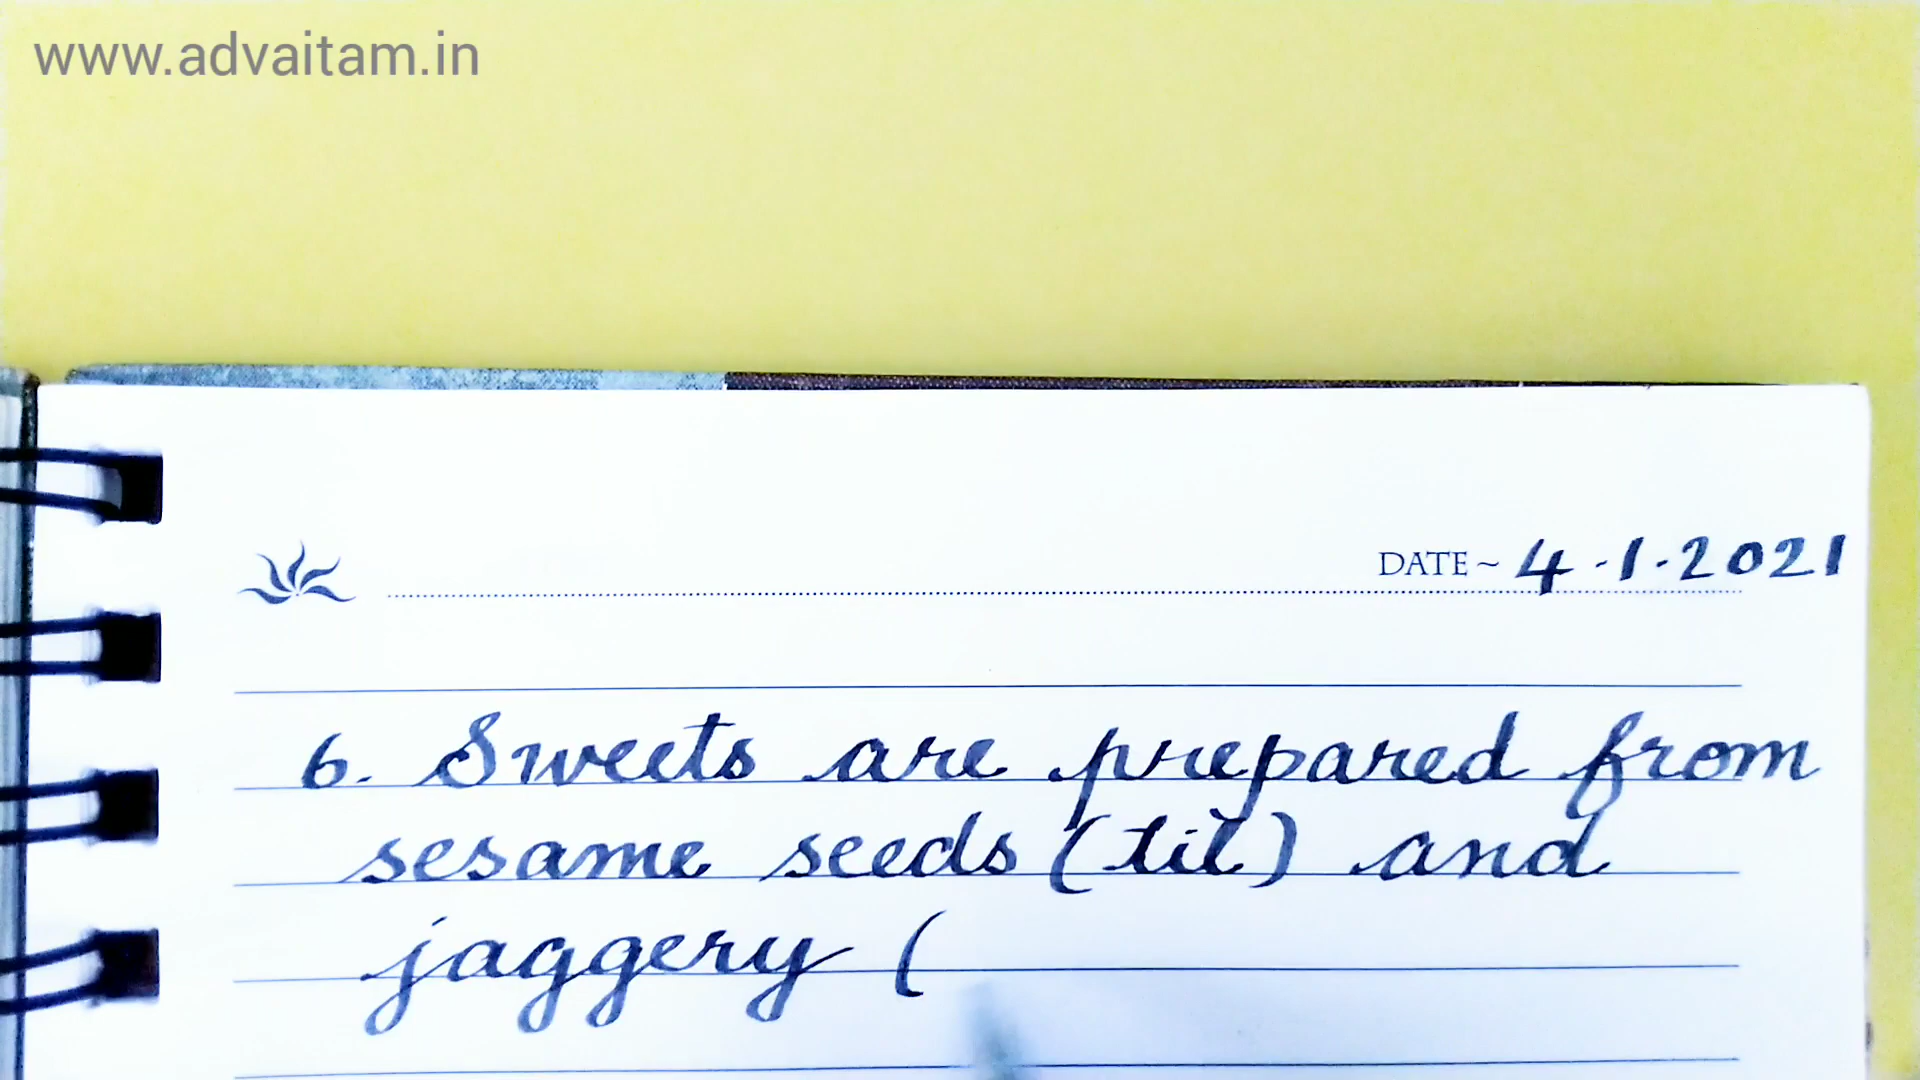 www.advaitam.in
DATE~ 4.1.2021
6. Sweets are prepared from
sesame seeds (til) and
jaggery (